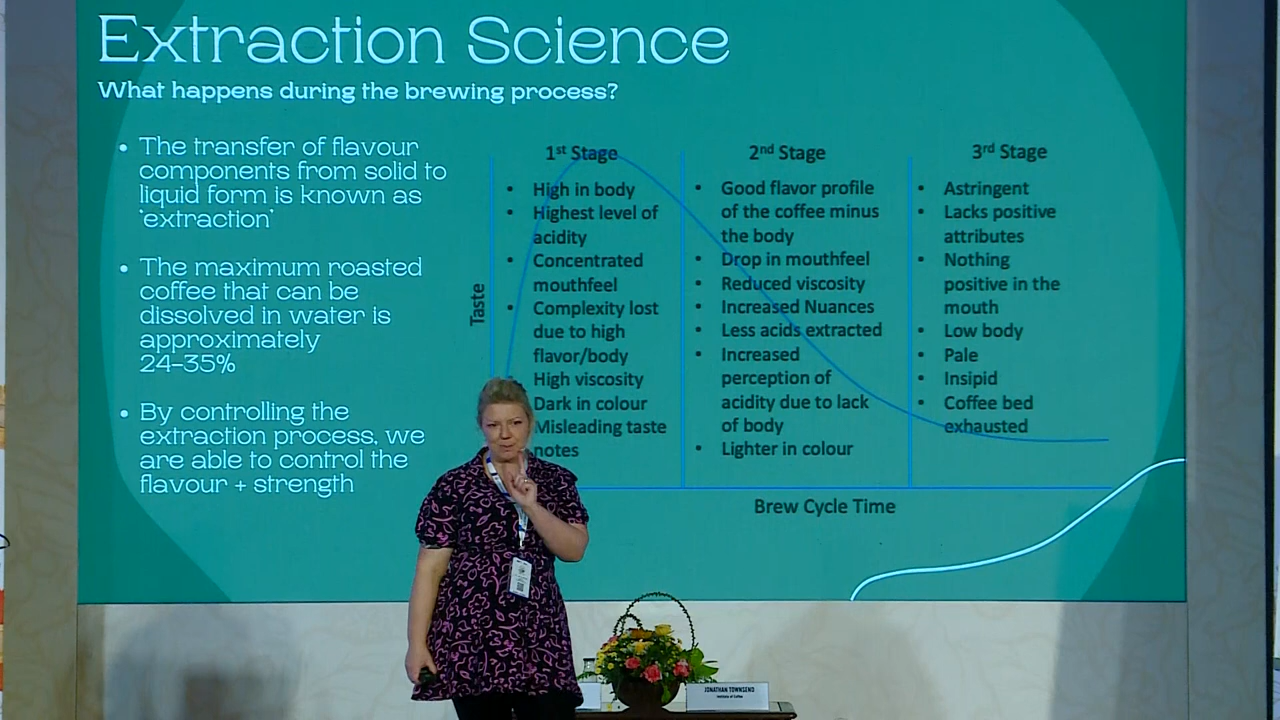 Extraction Science
What happens during the brewing process?
• The transfer of flavour
components from solid to
liquid form is known as
'extraction'
• The maximum roasted
coffee that can be
dissolved in water is
approximately
24-35%
• By controlling the
extraction process, we
are able to control the
flavour + strength
Taste
1st Stage
• High in body
• Highest level of
acidity
• Concentrated
mouthfeel
• Complexity lost
due to high
flavor/body
High viscosity
Dark in colour
Misleading taste
notes
2nd Stage
• Good flavor profile
of the coffee minus
the body
• Drop in mouthfeel
• Reduced viscosity
• Increased Nuances
• Less acids extracted
• Increased
perception of
acidity due to lack
of body
• Lighter in colour
3rd Stage
• Astringent
• Lacks positive
attributes
• Nothing
positive in the
mouth
• Low body
• Pale
• Insipid
• Coffee bed
exhausted
Brew Cycle Time
JONATHAN TOWNSEND
Institute of Coffee